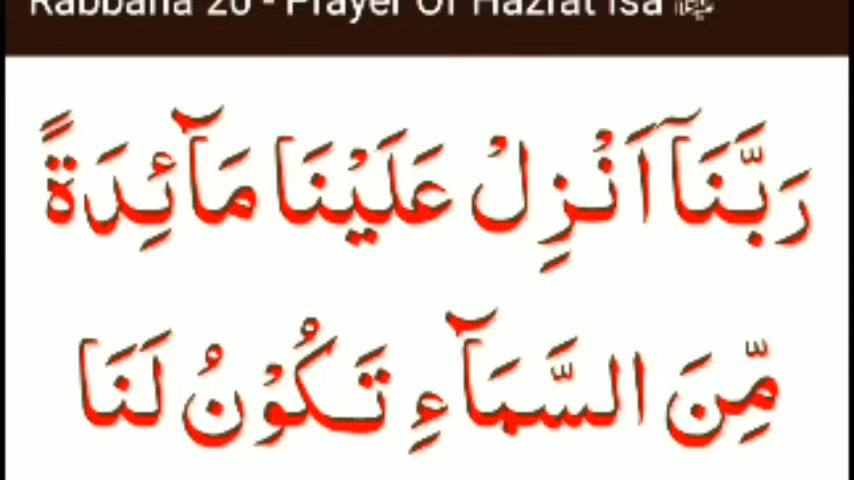 Rabbana 20 - Prayer Of Hazrat Isa
رَبَّنَاۤ اَنْزِلْ عَلَيْنَا مَآئِدَةً
مِّنَ السَّمَآءِ تَكُوْنُ لَنَا